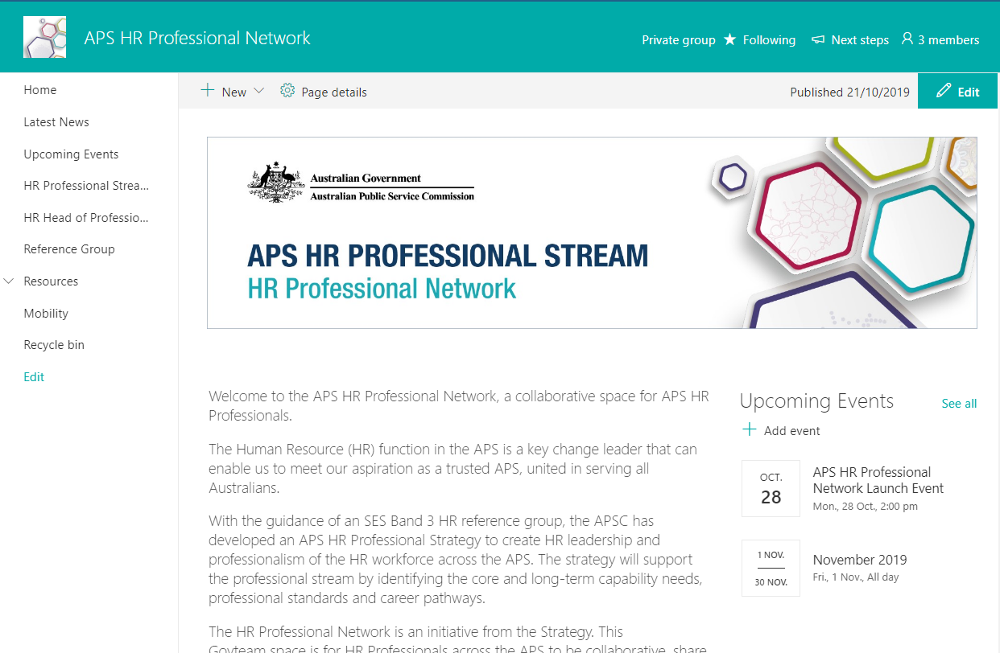 APS HR Professional Network
Private group
Following
Next steps
3 members
Home
Latest News
Upcoming Events
HR Professional Strea...
HR Head of Professio...
Reference Group
Resources
Mobility
Recycle bin
Edit
New
Page details
Published 21/10/2019
Edit
Australian Government
Australian Public Service Commission
APS HR PROFESSIONAL STREAM
HR Professional Network
Welcome to the APS HR Professional Network, a collaborative space for APS HR
Professionals.
The Human Resource (HR) function in the APS is a key change leader that can
enable us to meet our aspiration as a trusted APS, united in serving all
Australians.
With the guidance of an SES Band 3 HR reference group, the APSC has
developed an APS HR Professional Strategy to create HR leadership and
professionalism of the HR workforce across the APS. The strategy will support
the professional stream by identifying the core and long-term capability needs,
professional standards and career pathways.
The HR Professional Network is an initiative from the Strategy. This
Govteam space is for HR Professionals across the APS to be collaborative, share
Upcoming Events
See all
Add event
OCT.
28
APS HR Professional
Network Launch Event
Mon., 28 Oct., 2:00 pm
1 NOV.
30 NOV.
November 2019
Fri., 1 Nov., All day